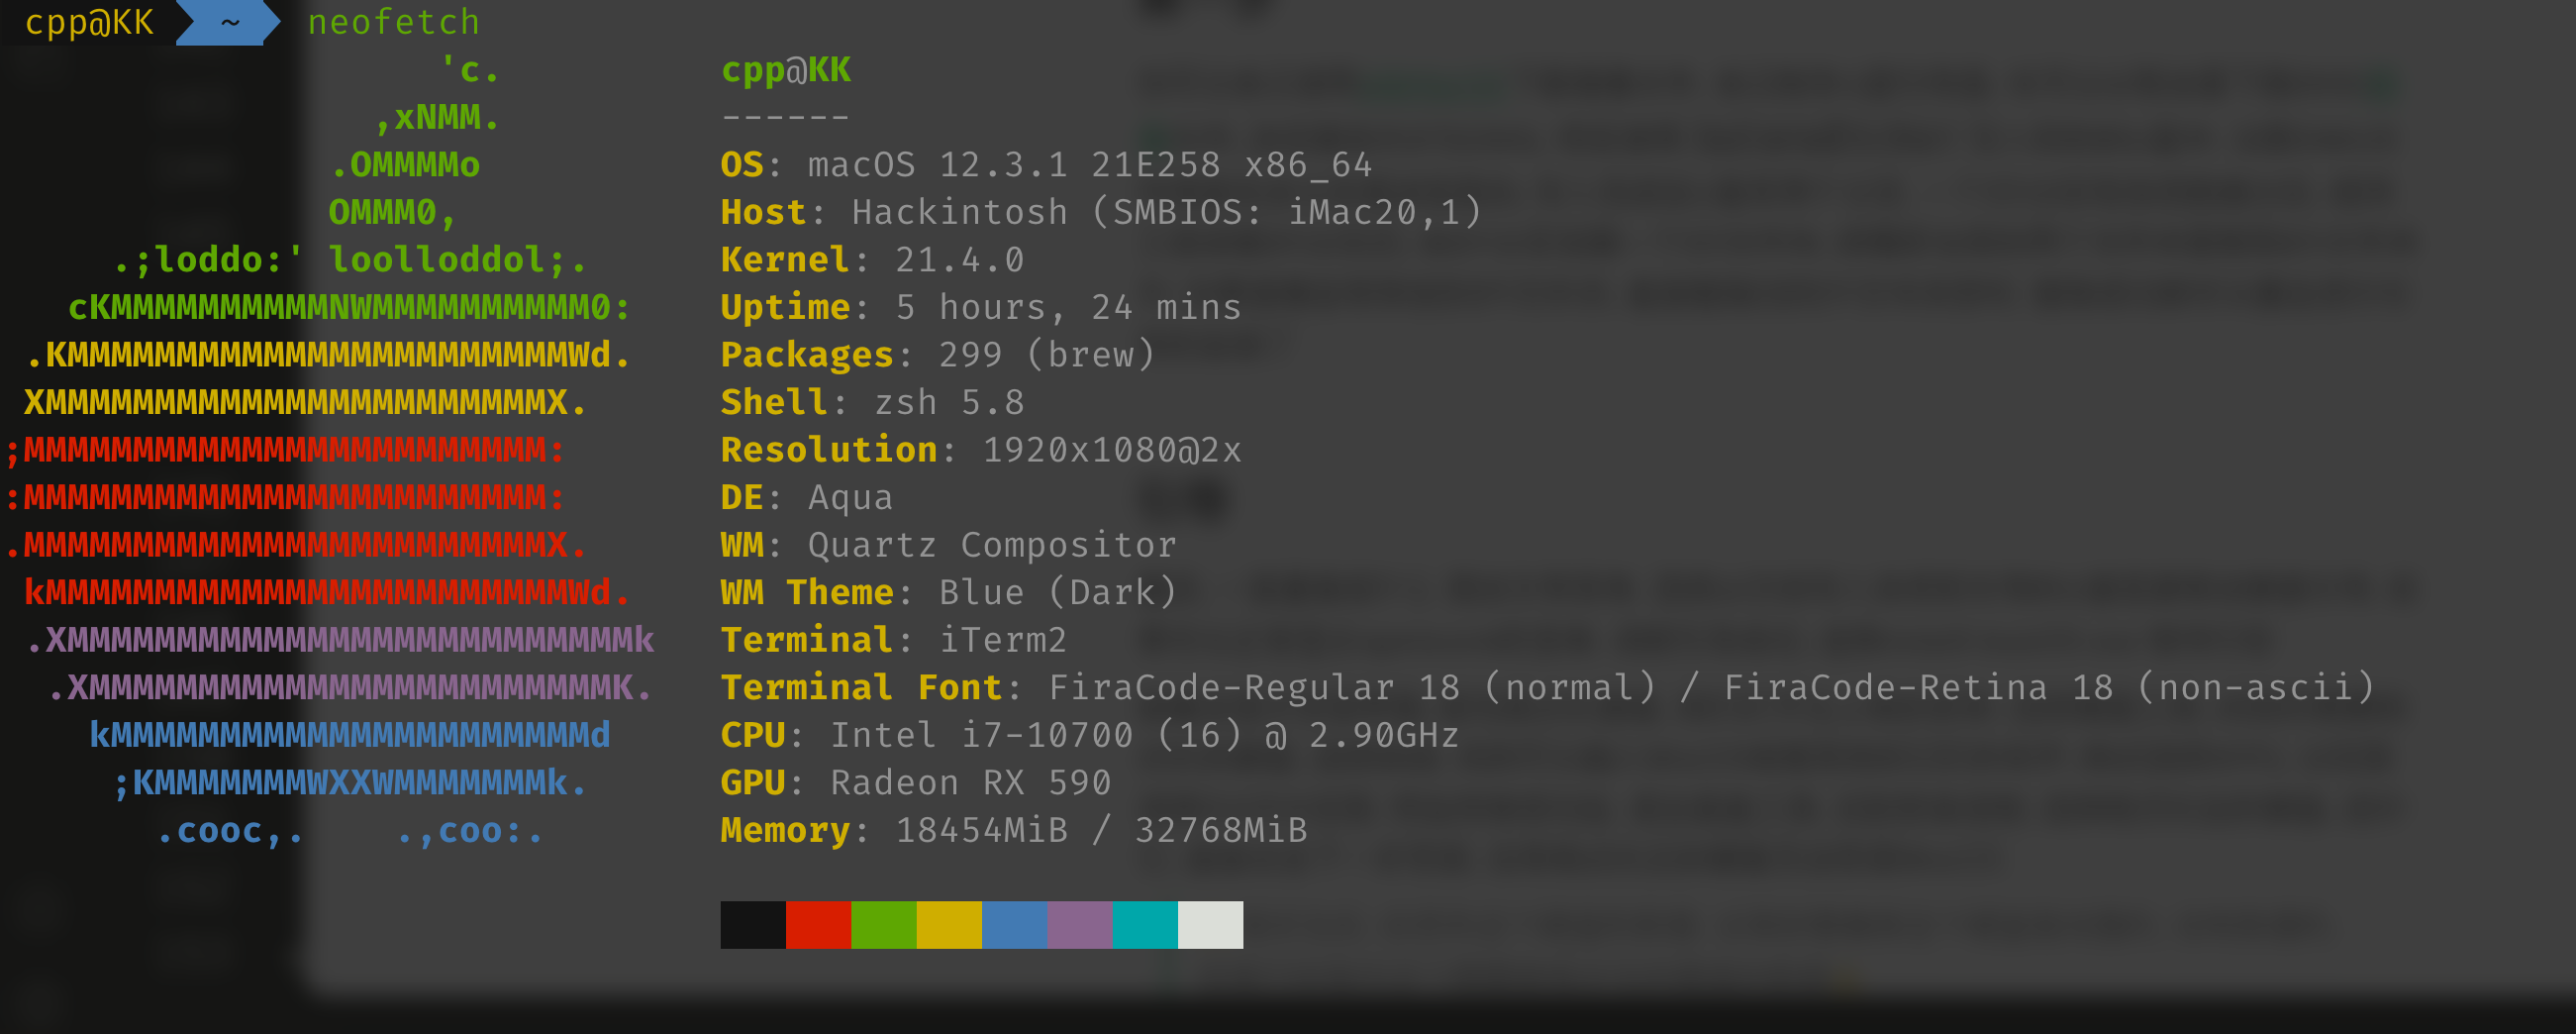 cpp@KK ~ neofetch
'c. cpp@KK
,xNMM. ------
.OMMMMo OS: macOS 12.3.1 21E258 x86_64
OMMM0, Host: Hackintosh (SMBIOS: iMac20,1)
.;loddo:' loolloddol;. Kernel: 21.4.0
cKMMMMMMMMMMNWMMMMMMMMMM0: Uptime: 5 hours, 24 mins
.KMMMMMMMMMMMMMMMMMMMMMMMWd. Packages: 299 (brew)
XMMMMMMMMMMMMMMMMMMMMMMMX. Shell: zsh 5.8
;MMMMMMMMMMMMMMMMMMMMMMMM: Resolution: 1920x1080@2x
:MMMMMMMMMMMMMMMMMMMMMMMM: DE: Aqua
.MMMMMMMMMMMMMMMMMMMMMMMMX. WM: Quartz Compositor
kMMMMMMMMMMMMMMMMMMMMMMMMWd. WM Theme: Blue (Dark)
.XMMMMMMMMMMMMMMMMMMMMMMMMMMk Terminal: iTerm2
.XMMMMMMMMMMMMMMMMMMMMMMMMK. Terminal Font: FiraCode-Regular 18 (normal) / FiraCode-Retina 18 (non-ascii)
kMMMMMMMMMMMMMMMMMMMMMMd CPU: Intel i7-10700 (16) @ 2.90GHz
;KMMMMMMMWXXWMMMMMMMk. GPU: Radeon RX 590
.cooc,. .,coo:. Memory: 18454MiB / 32768MiB